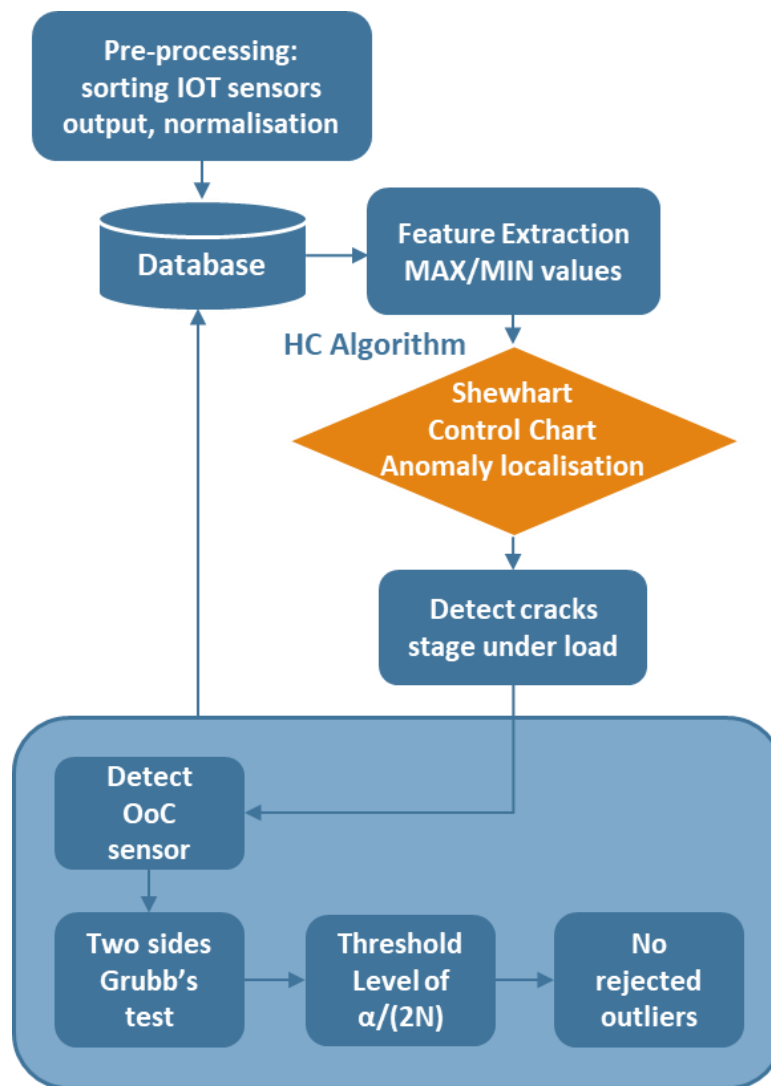 Pre-processing:
sorting IOT sensors
output, normalisation
Database
Feature Extraction
MAX/MIN values
HC Algorithm
Shewhart
Control Chart
Anomaly localisation
Detect cracks
stage under load
Detect
OoC
sensor
Two sides
Grubb's
test
Threshold
Level of
α/(2N)
No
rejected
outliers